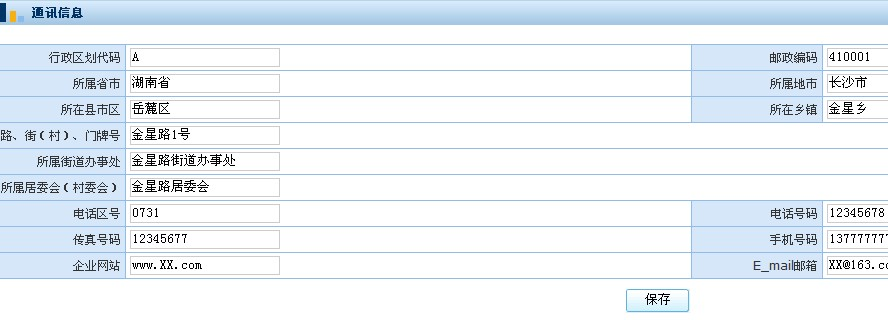 通讯信息
行政区划代码 A 邮政编码 410001
所属省市 湖南省 所属地市 长沙市
所在县市区 岳麓区 所在乡镇 金星乡
路、街(村)、门牌号 金星路1号
所属街道办事处 金星路街道办事处
所属居委会(村委会) 金星路居委会
电话区号 0731 电话号码 12345678
传真号码 12345677 手机号码 13777777
企业网站 www.XX.com E_mail邮箱 XX@163.co
保存